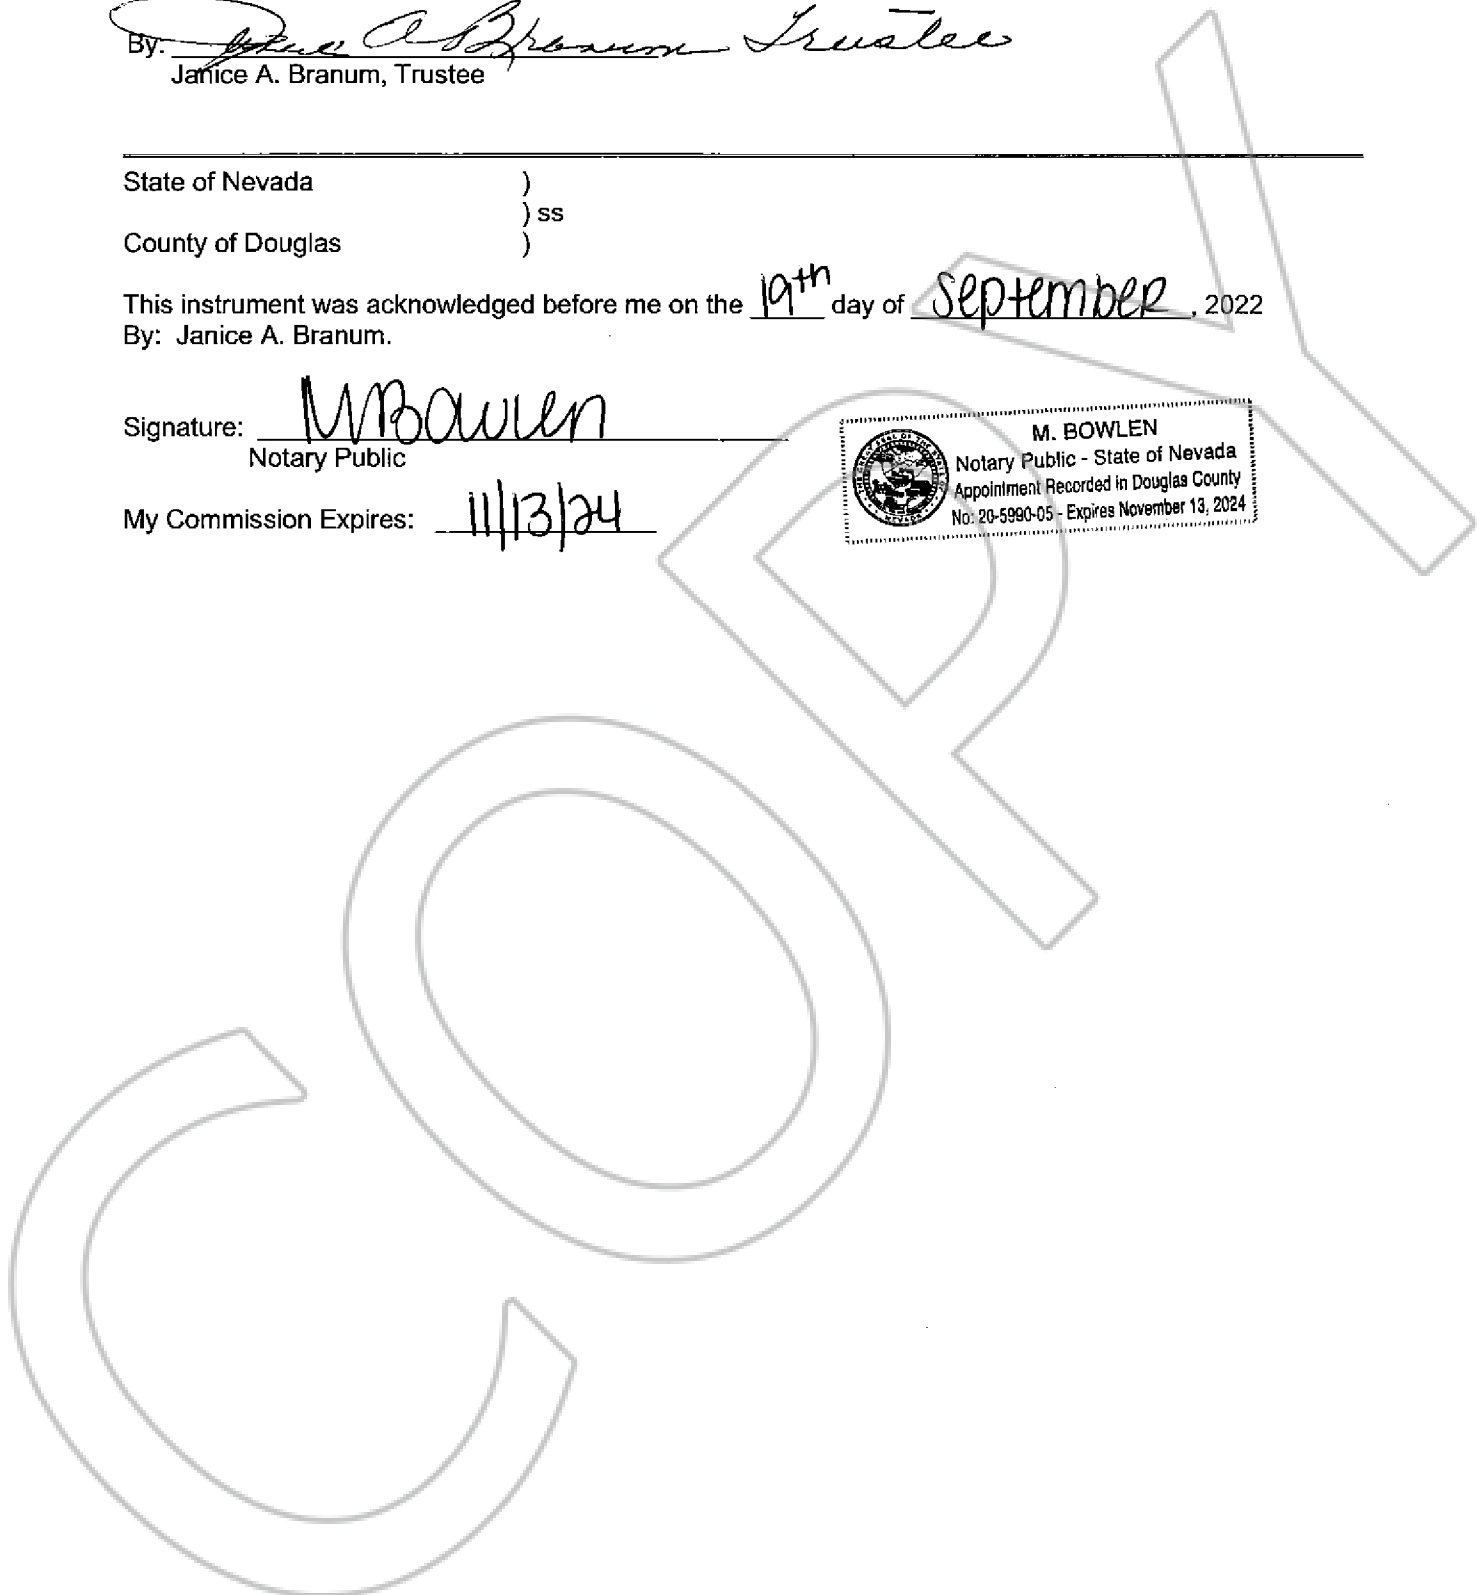 By: Janice A Branum Trustee
Janice A. Branum, Trustee
State of Nevada )
) ss
County of Douglas )
This instrument was acknowledged before me on the 19th day of September, 2022
By: Janice A. Branum.
Signature: MBowlen
Notary Public
M. BOWLEN
Notary Public - State of Nevada
Appointment Recorded in Douglas County
No: 20-5990-05 - Expires November 13, 2024
My Commission Expires: 11/13/24
COPY